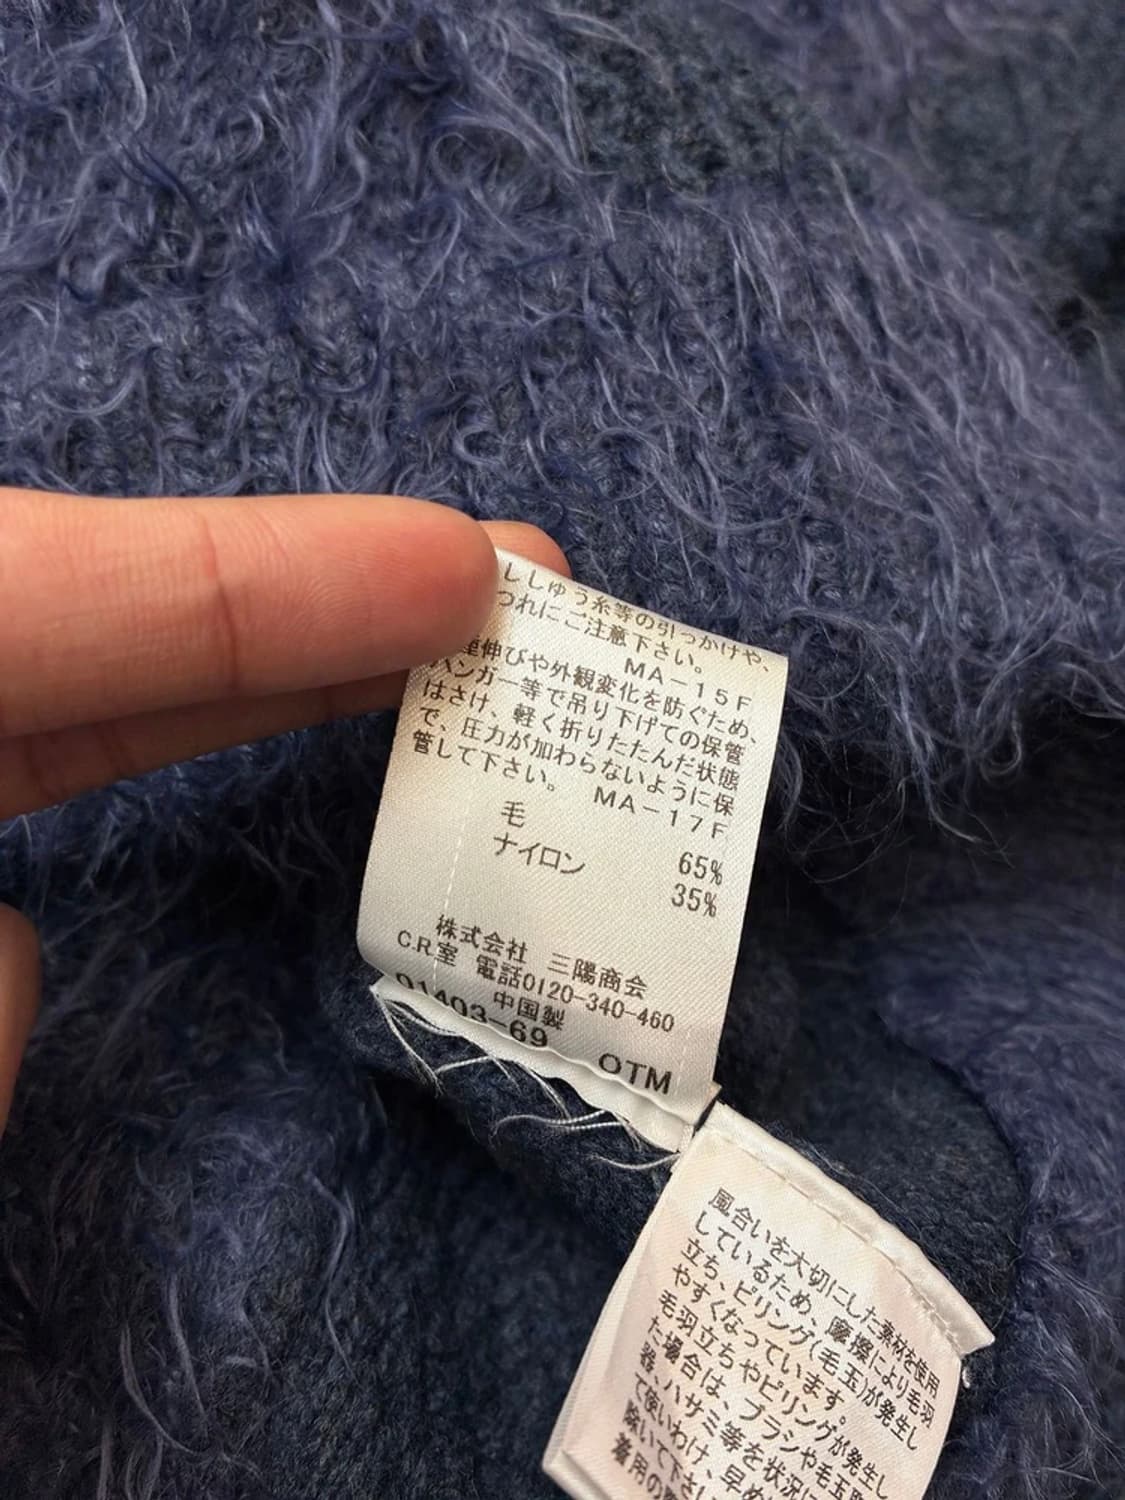 ししゅう糸等の引っかけや、
つれにご注意下さい。
MA-15F
伸びや外観変化を防ぐため、
ハンガー等で吊り下げての保管
はさけ、軽く折りたたんだ状態
で、圧力が加わらないように保
管して下さい。 MA-17F
毛 65%
ナイロン 35%
株式会社 三陽商会
C.R.室 電話0120-340-460
中国製
01403-69 OTM
風合いを大切にした素材を使用
しているため、摩擦により毛羽
立ち、ピリング(毛玉)が発生し
やすくなっています。
毛羽立ちやピリングが発生し
た場合は、ブラシや毛玉取
器、ハサミ等を状況に
て使いわけ、早め
除いて下さい
着用の